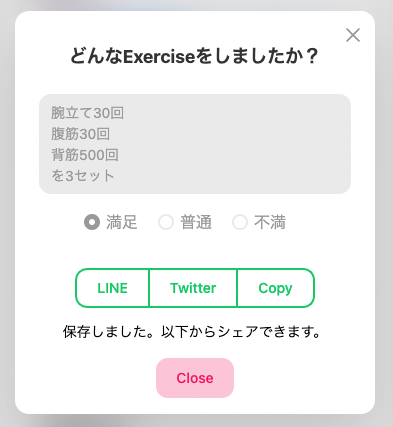 どんなExerciseをしましたか？
腕立て30回
腹筋30回
背筋500回
を3セット
満足 普通 不満
LINE Twitter Copy
保存しました。以下からシェアできます。
Close